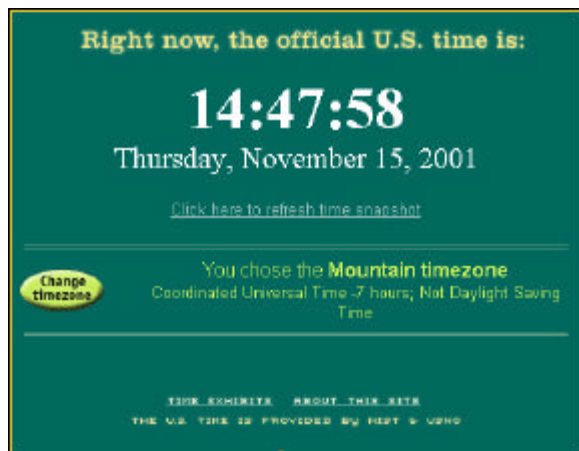 Right now, the official U.S. time is:
14:47:58
Thursday, November 15, 2001
Click here to refresh time snapshot
Change
timezone
You chose the Mountain timezone
Coordinated Universal Time -7 hours; Not Daylight Saving
Time
TIME EXHIBITS ABOUT THIS SITE
THE U.S. TIME IS PROVIDED BY NIST & USNO